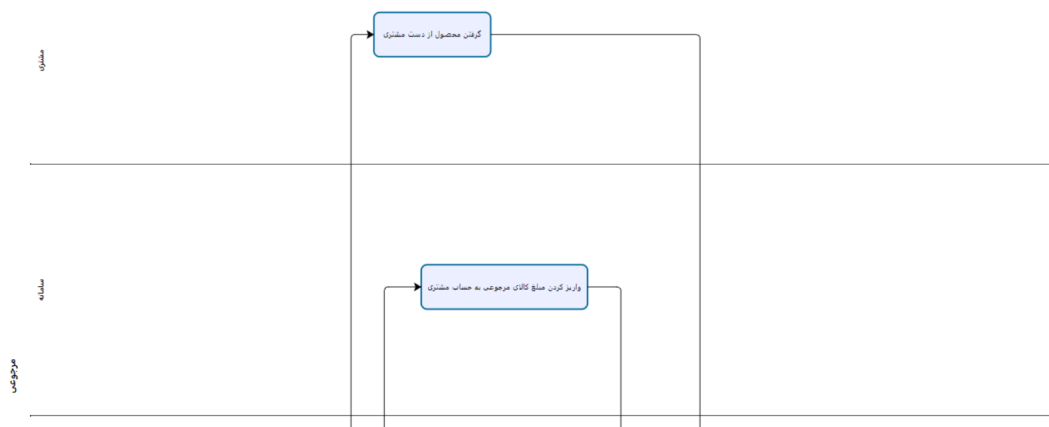 گرفتن محصول از دست مشتری
مشتری
واریز کردن مبلغ کالای مرجوعی به حساب مشتری
سامانه
مرجوعی